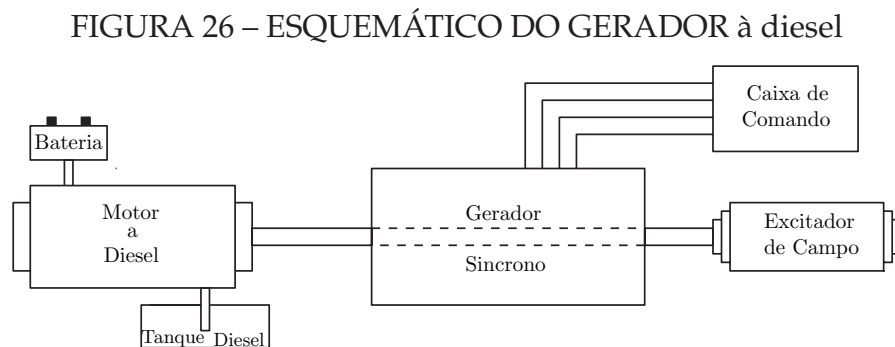 FIGURA 26 – ESQUEMÁTICO DO GERADOR à diesel
Caixa de
Comando
Bateria
Motor
a
Diesel
Gerador
Sincrono
Excitador
de Campo
Tanque Diesel